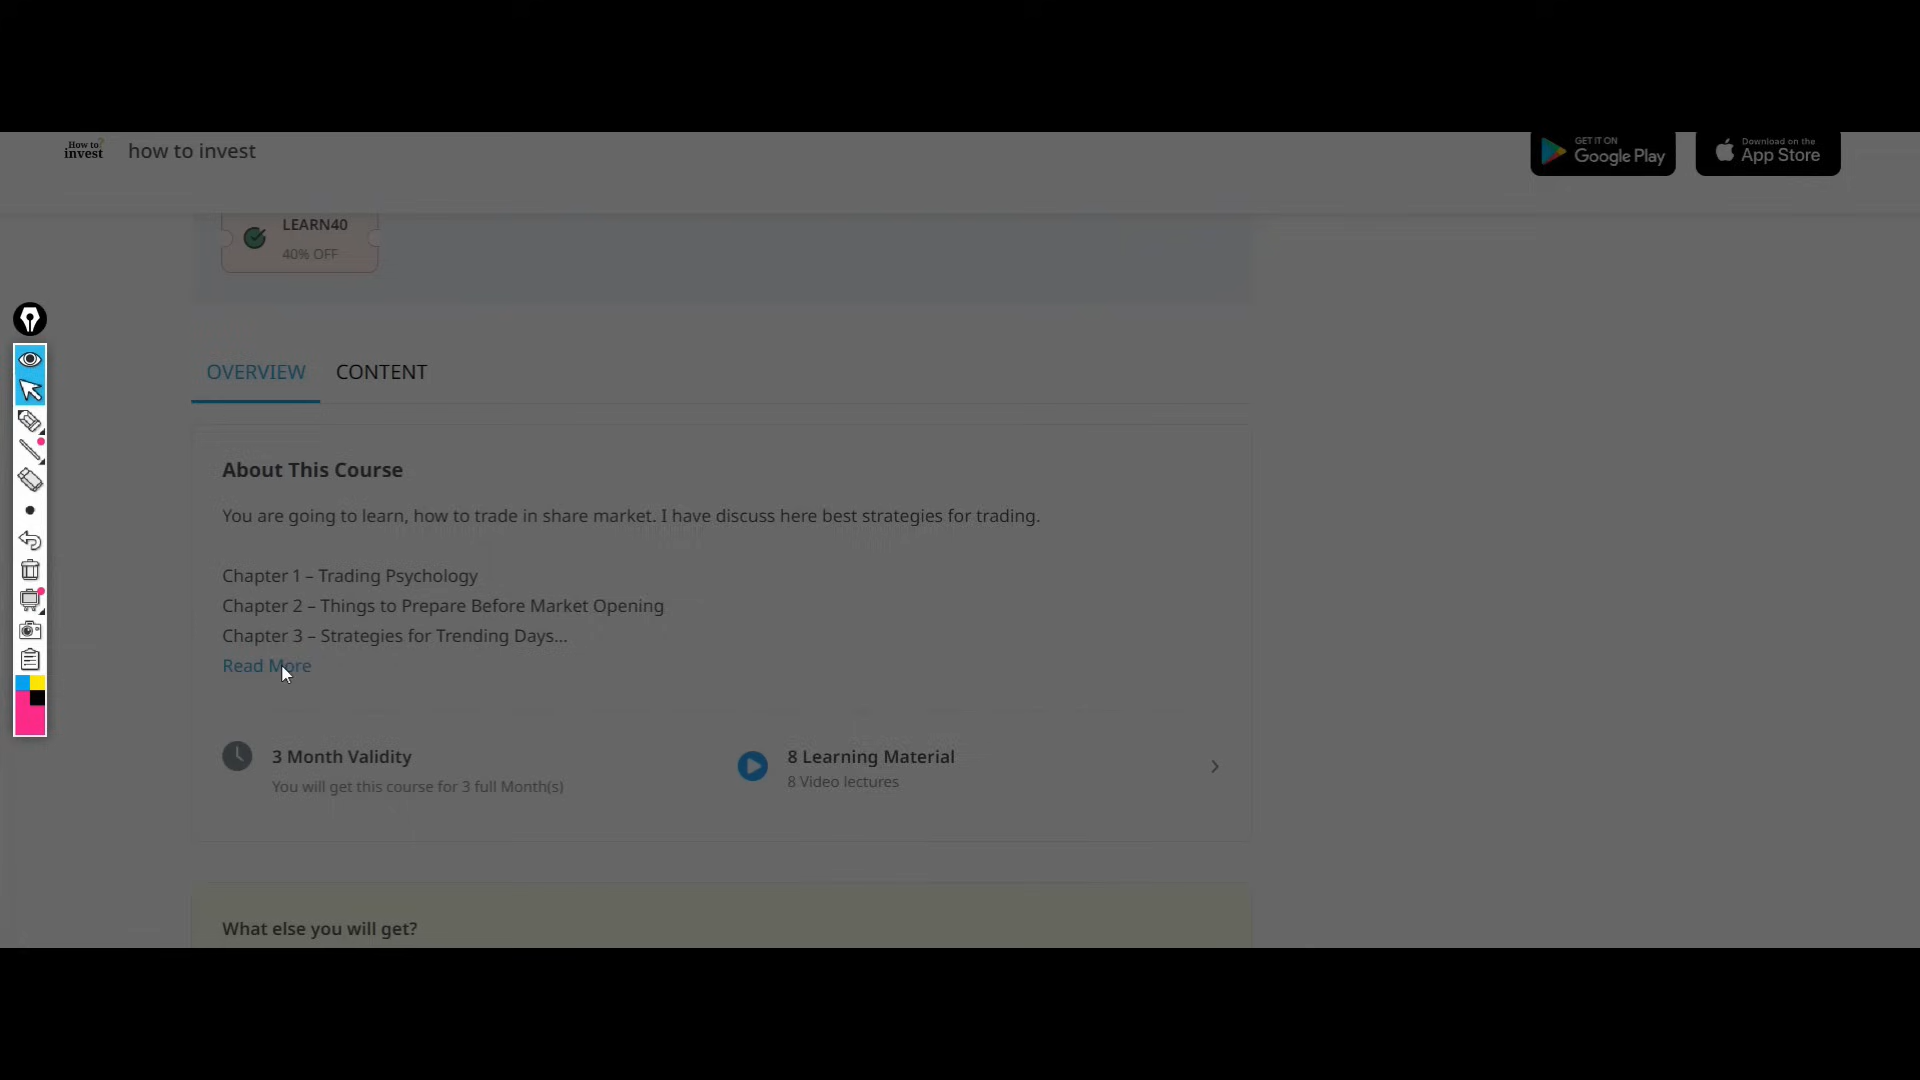 How to?
invest
how to invest
GET IT ON
Google Play
Download on the
App Store
LEARN40
40% OFF
OVERVIEW
CONTENT
About This Course
You are going to learn, how to trade in share market. I have discuss here best strategies for trading.
Chapter 1 – Trading Psychology
Chapter 2 – Things to Prepare Before Market Opening
Chapter 3 – Strategies for Trending Days...
Read More
3 Month Validity
You will get this course for 3 full Month(s)
8 Learning Material
8 Video lectures
What else you will get?